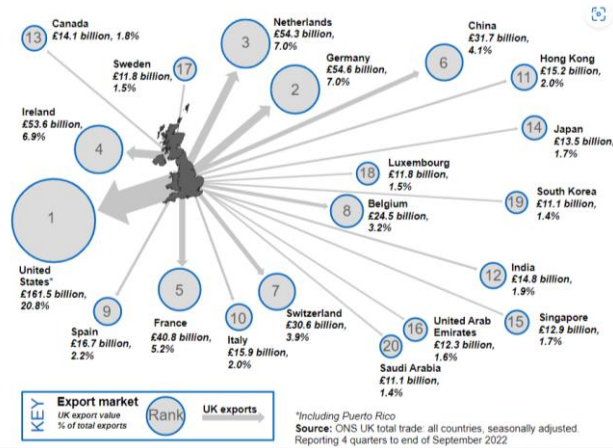 Canada
£14.1 billion, 1.8%
13
Sweden
£11.8 billion,
1.5%
17
Netherlands
£54.3 billion,
7.0%
3
Germany
£54.6 billion,
7.0%
2
China
£31.7 billion,
4.1%
6
Hong Kong
£15.2 billion,
2.0%
11
Ireland
£53.6 billion,
6.9%
4
Japan
£13.5 billion,
1.7%
14
Luxembourg
£11.8 billion,
1.5%
18
South Korea
£11.1 billion,
1.4%
19
Belgium
£24.5 billion,
3.2%
8
1
United
States*
£161.5 billion,
20.8%
India
£14.8 billion,
1.9%
12
Spain
£16.7 billion,
2.2%
9
France
£40.8 billion,
5.2%
5
Italy
£15.9 billion,
2.0%
10
Switzerland
£30.6 billion,
3.9%
7
Saudi Arabia
£11.1 billion,
1.4%
20
United Arab
Emirates
£12.3 billion,
1.6%
16
Singapore
£12.9 billion,
1.7%
15
KEY
Export market
UK export value
% of total exports
Rank
UK exports
*Including Puerto Rico
Source: ONS UK total trade: all countries, seasonally adjusted.
Reporting 4 quarters to end of September 2022